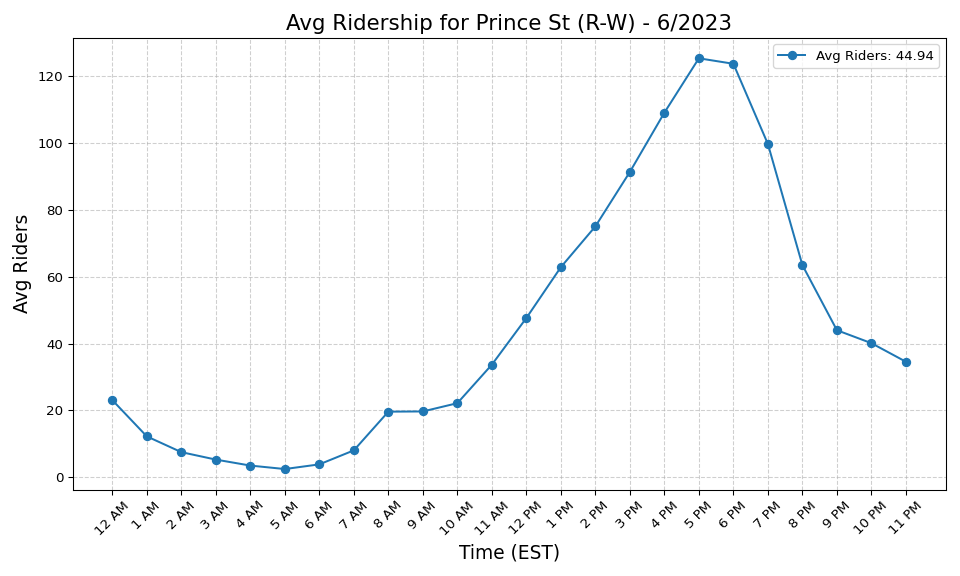 Avg Ridership for Prince St (R-W) - 6/2023
Avg Riders: 44.94
Avg Riders
120
100
80
60
40
20
0
12 AM
1 AM
2 AM
3 AM
4 AM
5 AM
6 AM
7 AM
8 AM
9 AM
10 AM
11 AM
12 PM
1 PM
2 PM
3 PM
4 PM
5 PM
6 PM
7 PM
8 PM
9 PM
10 PM
11 PM
Time (EST)